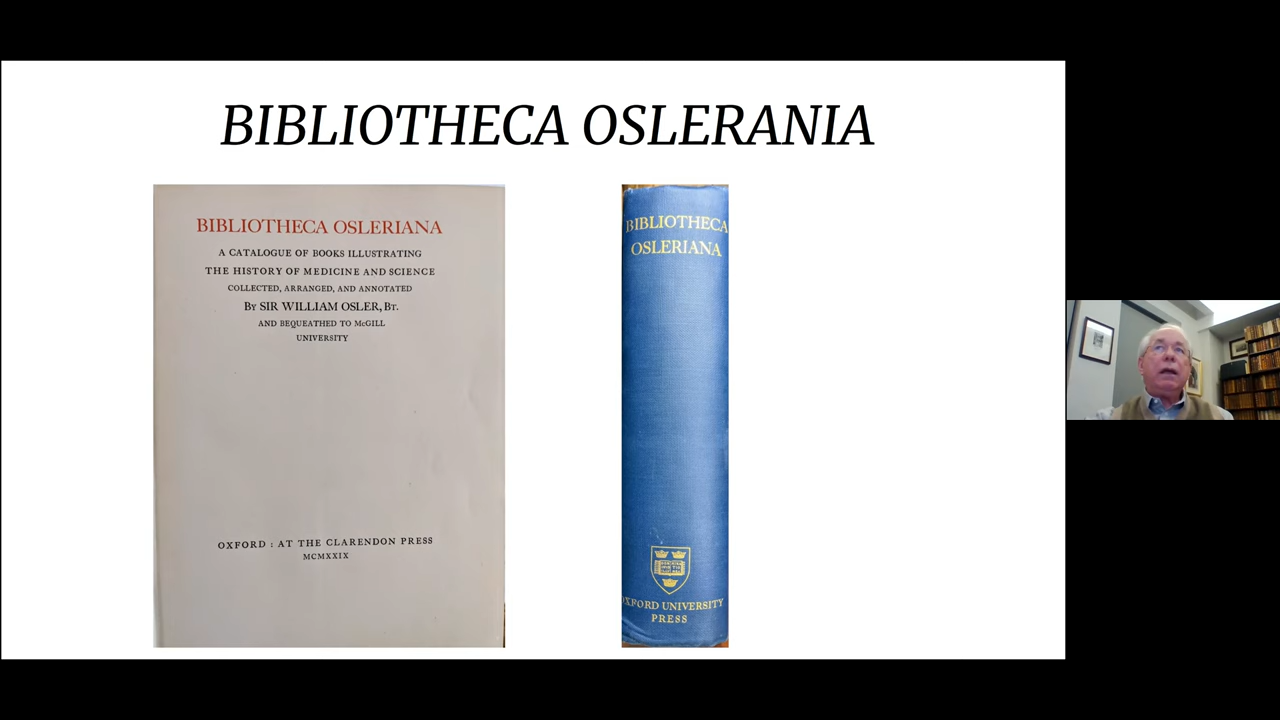 BIBLIOTHECA OSLERANIA
BIBLIOTHECA OSLERIANA
A CATALOGUE OF BOOKS ILLUSTRATING
THE HISTORY OF MEDICINE AND SCIENCE
COLLECTED, ARRANGED, AND ANNOTATED
BY SIR WILLIAM OSLER, BT.
AND BEQUEATHED TO McGILL
UNIVERSITY
OXFORD : AT THE CLARENDON PRESS
MCMXXIX
BIBLIOTHECA
OSLERIANA
OXFORD UNIVERSITY
PRESS